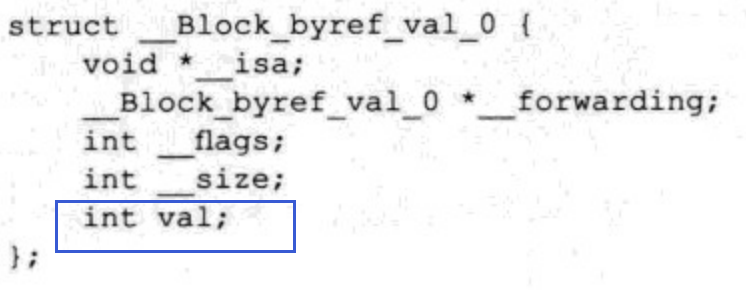 struct __Block_byref_val_0 {
void *__isa;
__Block_byref_val_0 *__forwarding;
int __flags;
int __size;
int val;
};